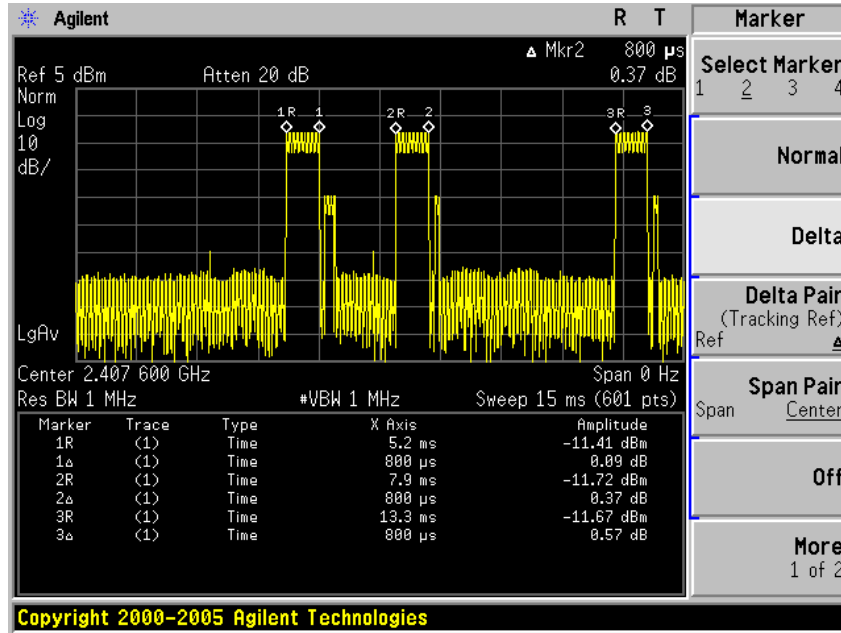 Agilent R T
Δ Mkr2 800 µs
Ref 5 dBm Atten 20 dB 0.37 dB
Norm
Log
10
dB/
1R 1 2R 2 3R 3
LgAv
Center 2.407 600 GHz Span 0 Hz
Res BW 1 MHz #VBW 1 MHz Sweep 15 ms (601 pts)
Marker Trace Type X Axis Amplitude
1R (1) Time 5.2 ms -11.41 dBm
1Δ (1) Time 800 µs 0.09 dB
2R (1) Time 7.9 ms -11.72 dBm
2Δ (1) Time 800 µs 0.37 dB
3R (1) Time 13.3 ms -11.67 dBm
3Δ (1) Time 800 µs 0.57 dB
Copyright 2000-2005 Agilent Technologies
Marker
Select Marker
1 2 3 4
Normal
Delta
Delta Pair
(Tracking Ref)
Ref Δ
Span Pair
Span Center
Off
More
1 of 2